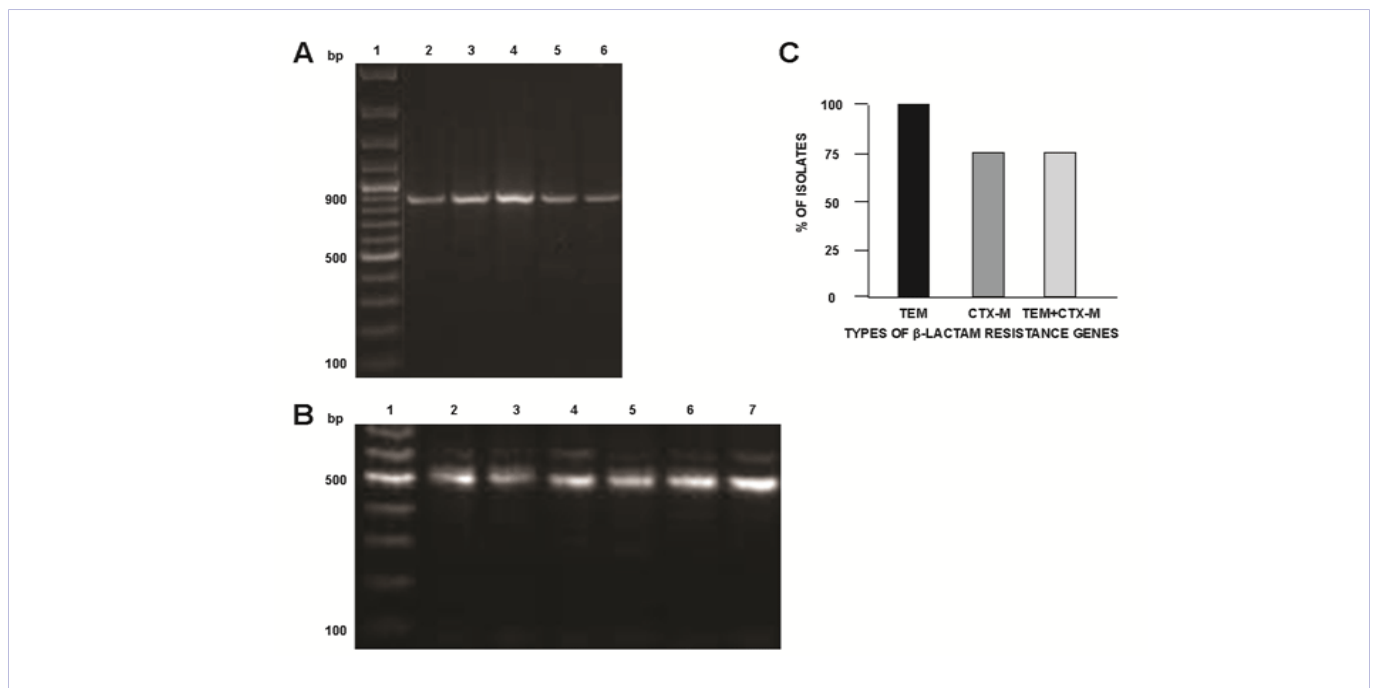 A
bp 1 2 3 4 5 6
900
500
100
B
bp 1 2 3 4 5 6 7
500
100
C
% OF ISOLATES
100
75
50
25
0
TEM CTX-M TEM+CTX-M
TYPES OF β-LACTAM RESISTANCE GENES